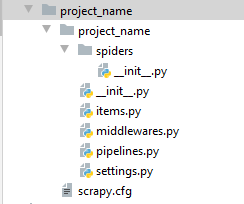 project_name
project_name
spiders
__init__.py
__init__.py
items.py
middlewares.py
pipelines.py
settings.py
scrapy.cfg